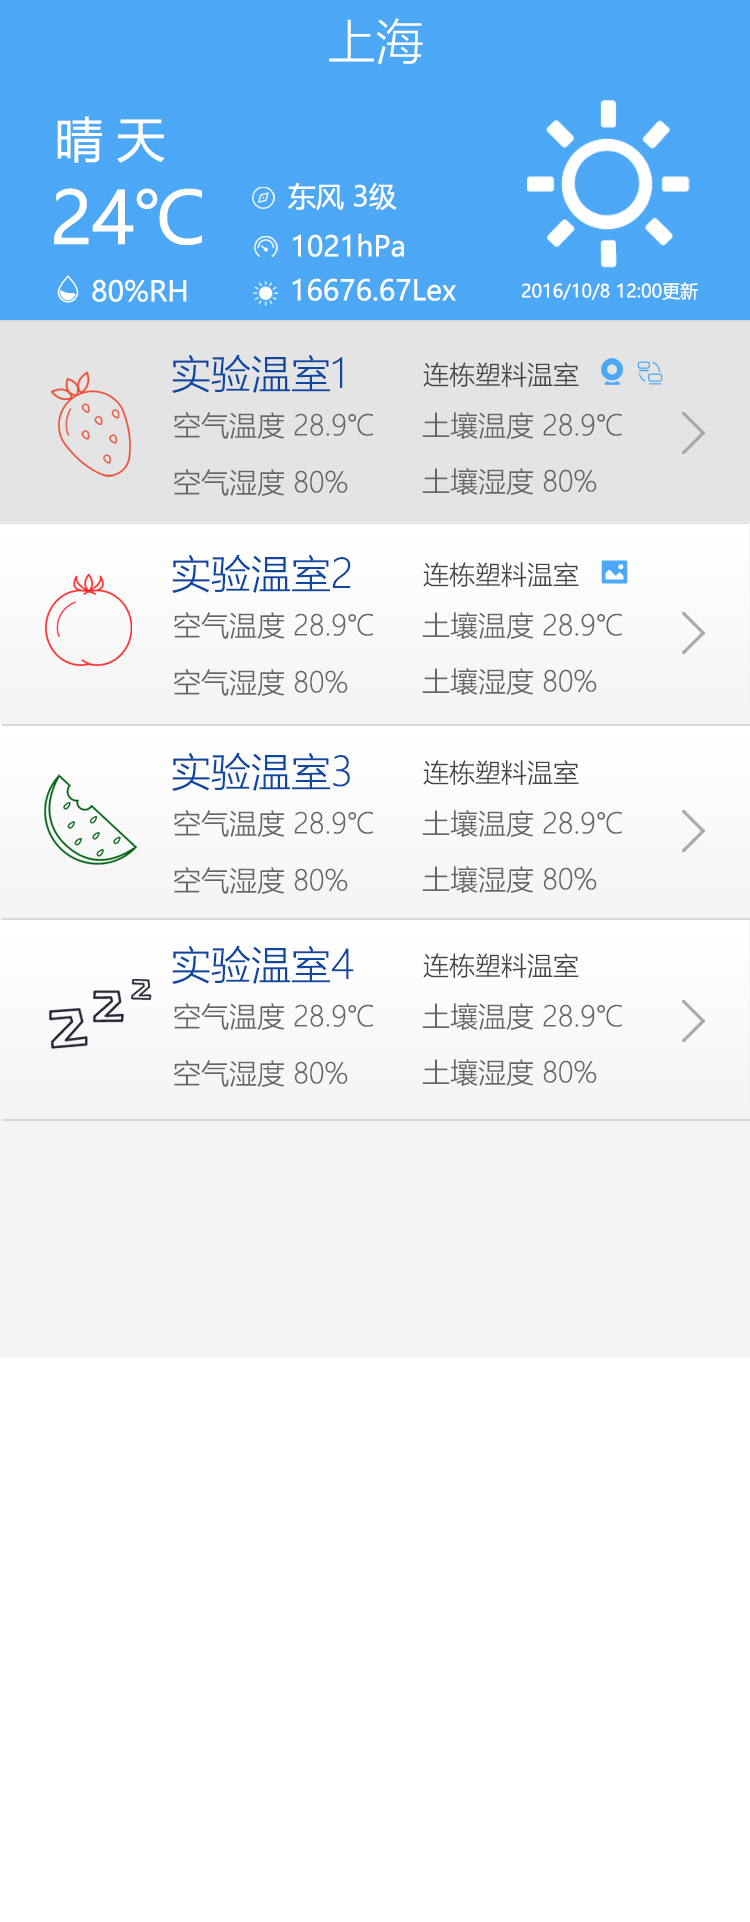 上海
晴 天
24℃
东风 3级
1021hPa
80%RH
16676.67Lex
2016/10/8 12:00更新
实验温室1
连栋塑料温室
空气温度 28.9℃
土壤温度 28.9℃
空气湿度 80%
土壤湿度 80%
实验温室2
连栋塑料温室
空气温度 28.9℃
土壤温度 28.9℃
空气湿度 80%
土壤湿度 80%
实验温室3
连栋塑料温室
空气温度 28.9℃
土壤温度 28.9℃
空气湿度 80%
土壤湿度 80%
实验温室4
连栋塑料温室
空气温度 28.9℃
土壤温度 28.9℃
空气湿度 80%
土壤湿度 80%
zzz